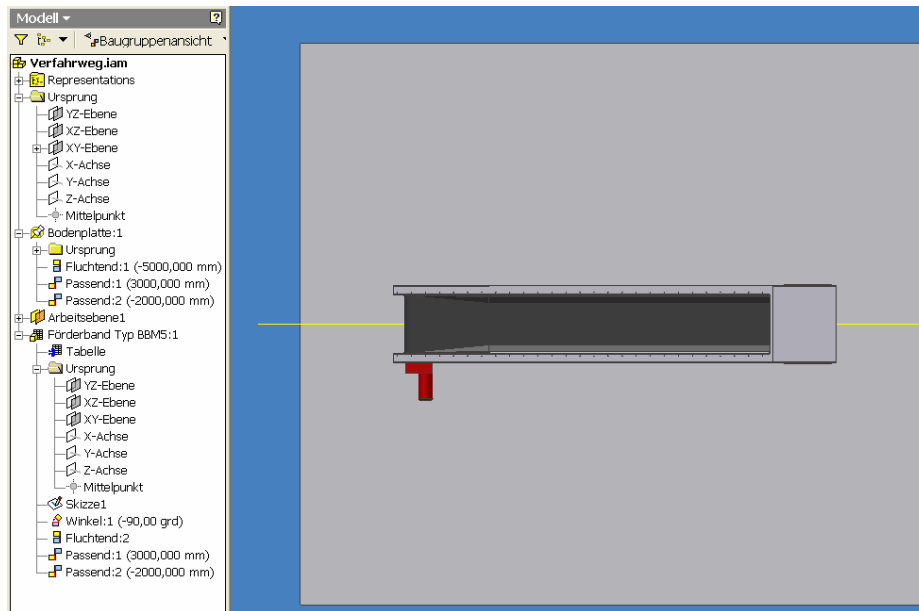 Modell
Baugruppenansicht
Verfahrweg.iam
Representations
Ursprung
YZ-Ebene
XZ-Ebene
XY-Ebene
X-Achse
Y-Achse
Z-Achse
Mittelpunkt
Bodenplatte:1
Ursprung
Fluchtend:1 (-5000,000 mm)
Passend:1 (3000,000 mm)
Passend:2 (-2000,000 mm)
Arbeitsebene1
Förderband Typ BBM5:1
Tabelle
Ursprung
YZ-Ebene
XZ-Ebene
XY-Ebene
X-Achse
Y-Achse
Z-Achse
Mittelpunkt
Skizze1
Winkel:1 (-90,00 grd)
Fluchtend:2
Passend:1 (3000,000 mm)
Passend:2 (-2000,000 mm)